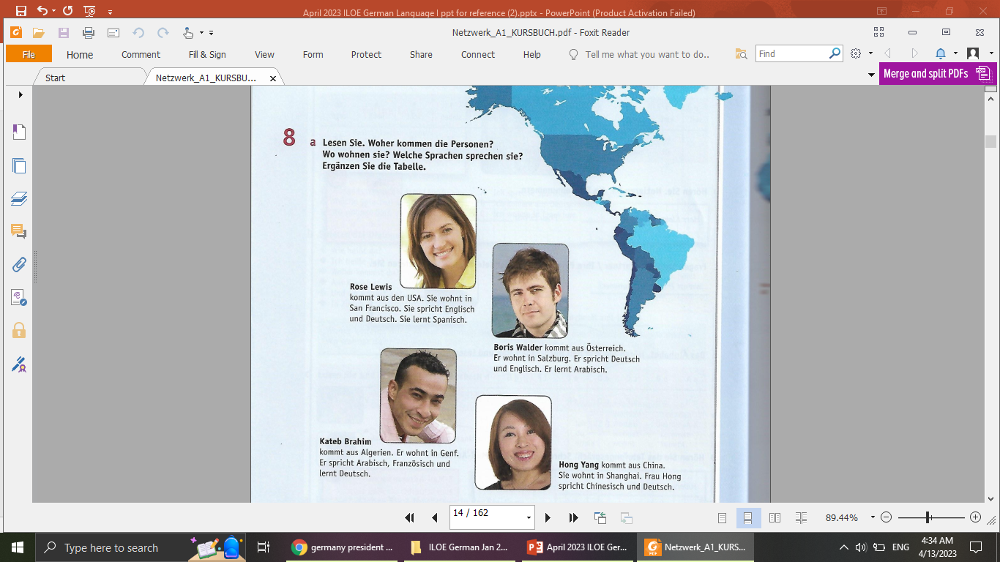 April 2023 ILOE German Language I ppt for reference (2).pptx - PowerPoint (Product Activation Failed)
Netzwerk_A1_KURSBUCH.pdf - Foxit Reader
File Home Comment Fill & Sign View Form Protect Share Connect Help Tell me what you want to do.. Find
Start Netzwerk_A1_KURSBU... Merge and split PDFs
8 a Lesen Sie. Woher kommen die Personen?
Wo wohnen sie? Welche Sprachen sprechen sie?
Ergänzen Sie die Tabelle.
Rose Lewis
kommt aus den USA. Sie wohnt in
San Francisco. Sie spricht Englisch
und Deutsch. Sie lernt Spanisch.
Boris Walder kommt aus Österreich.
Er wohnt in Salzburg. Er spricht Deutsch
und Englisch. Er lernt Arabisch.
Kateb Brahim
kommt aus Algerien. Er wohnt in Genf.
Er spricht Arabisch, Französisch und
lernt Deutsch.
Hong Yang kommt aus China.
Sie wohnt in Shanghai. Frau Hong
spricht Chinesisch und Deutsch.
14 / 162 89.44%
Type here to search germany president ... ILOE German Jan 2... April 2023 ILOE Ger... Netzwerk_A1_KURS... ENG 4:34 AM
4/13/2023